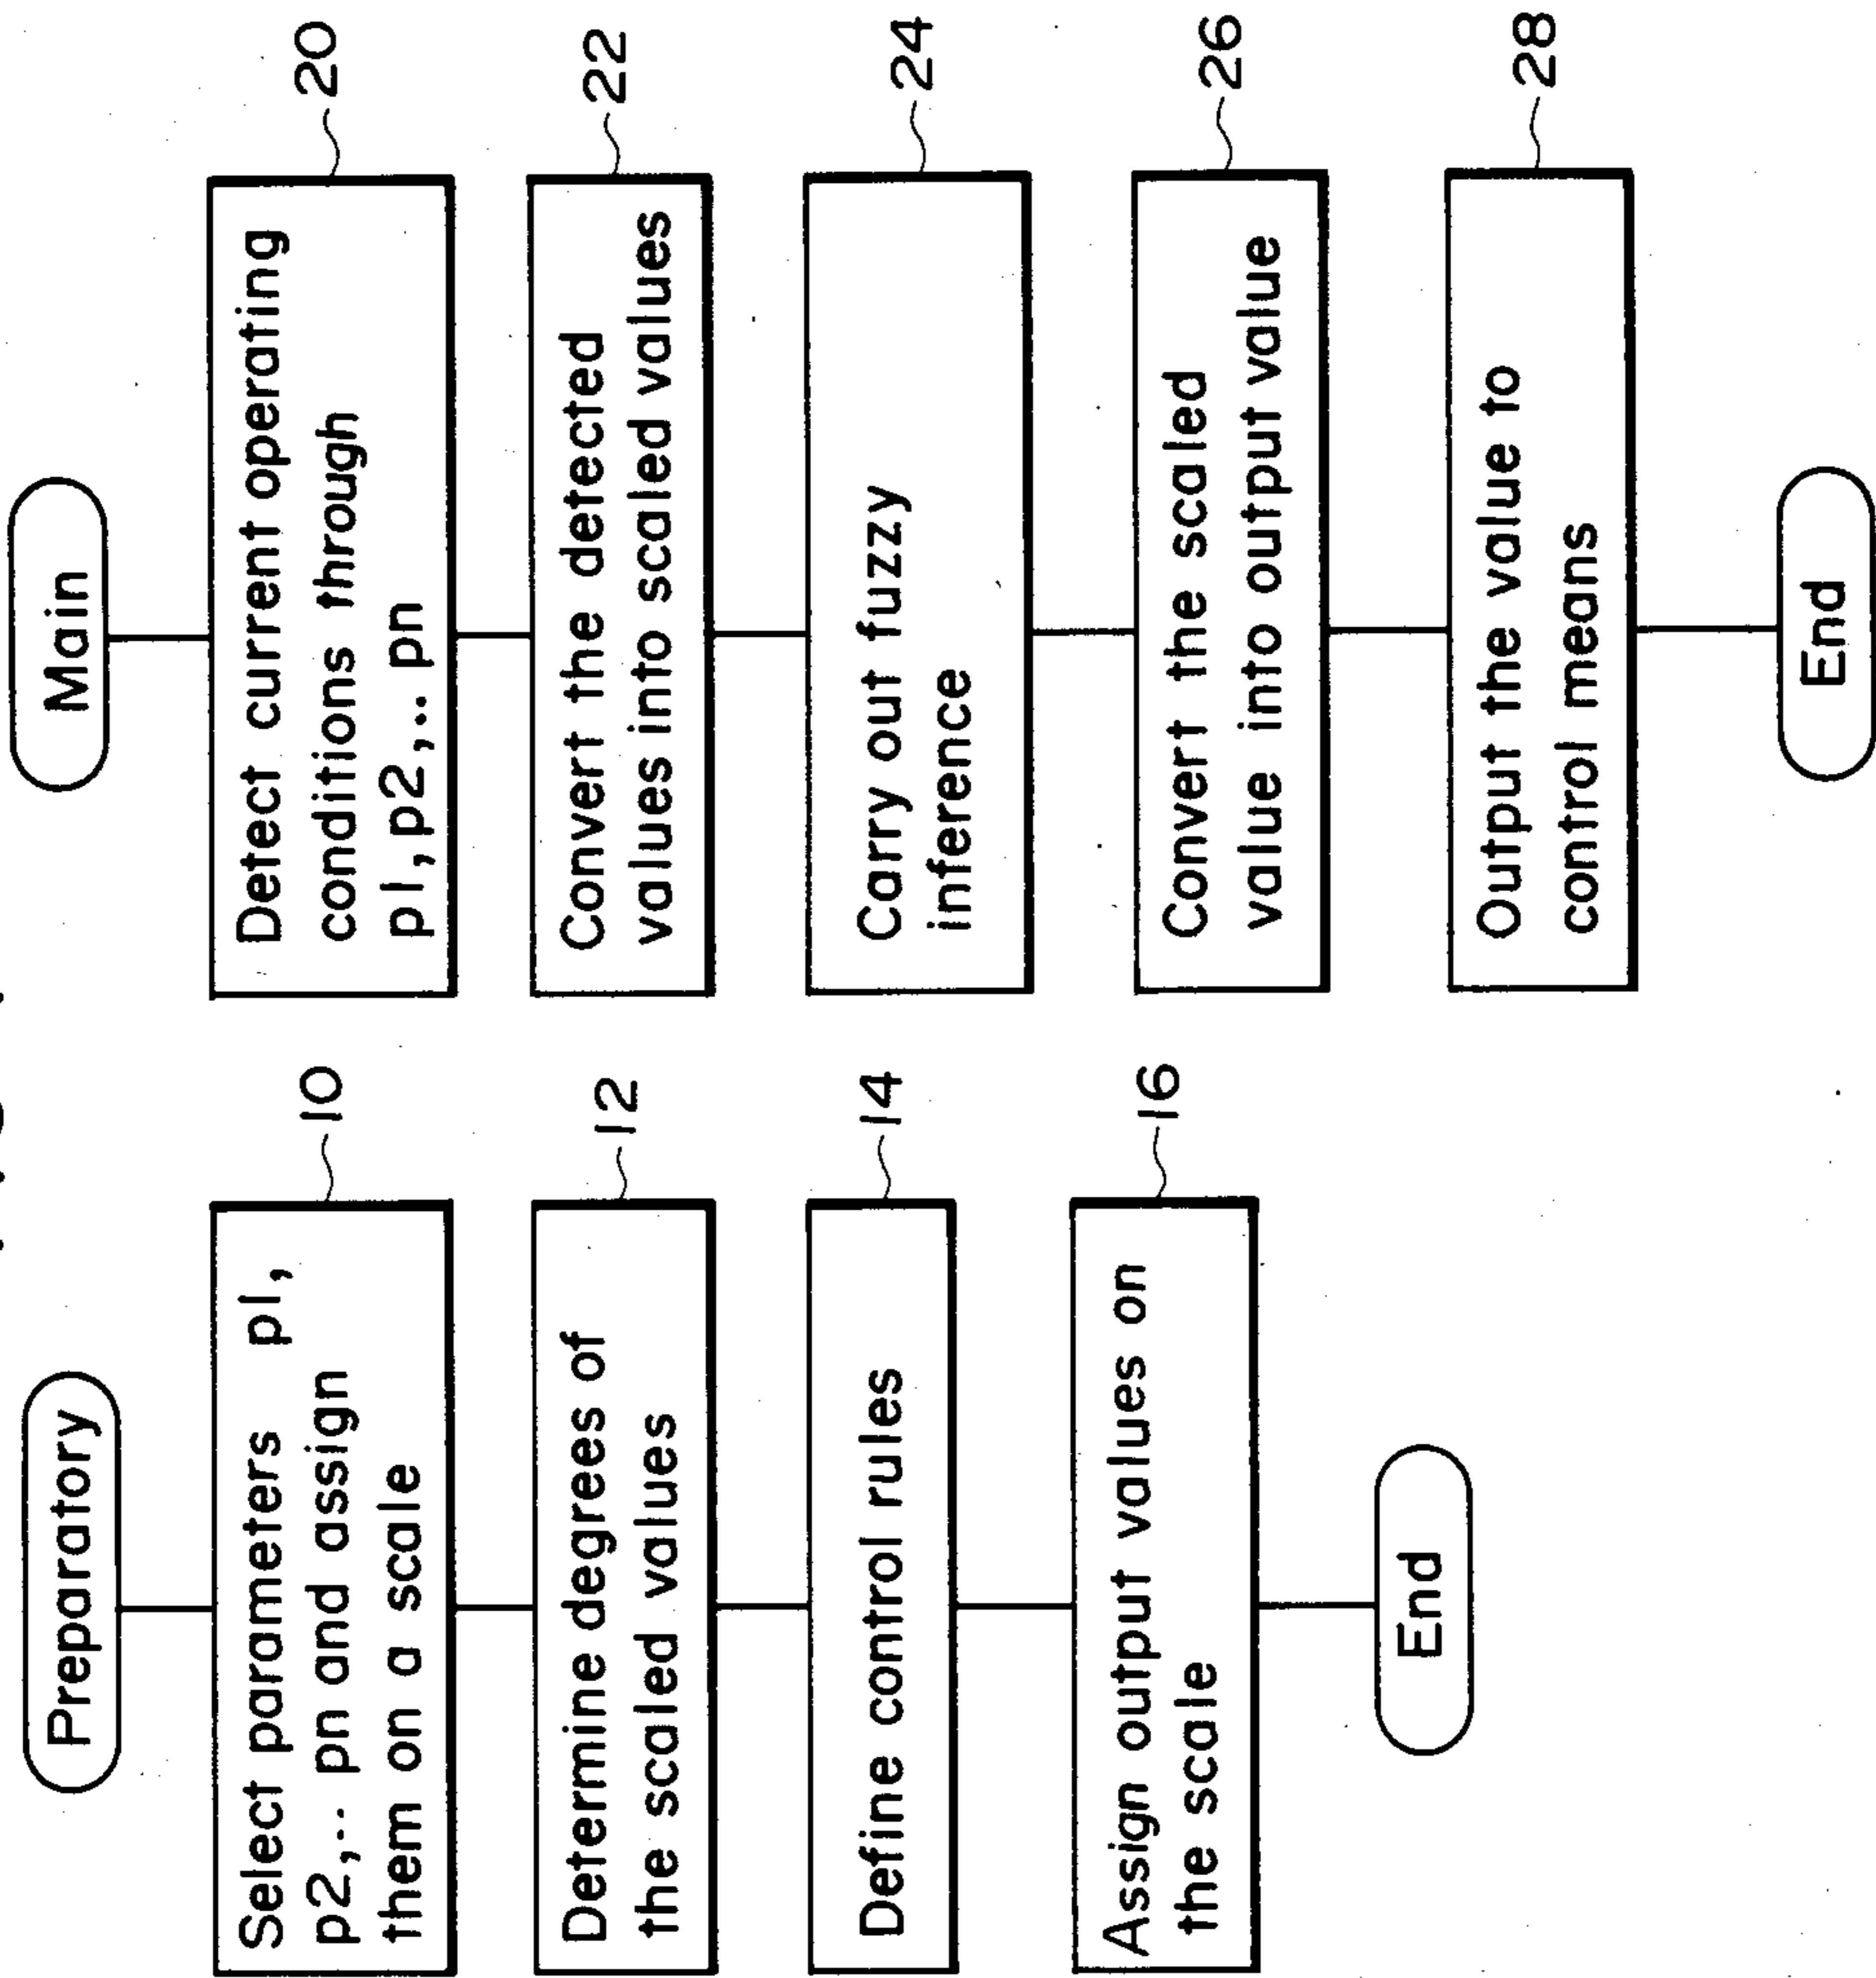 Preparatory
Select parameters p1,
p2,.. pn and assign
them on a scale
10
Determine degrees of
the scaled values
12
Define control rules
14
Assign output values on
the scale
16
End
Main
Detect current operating
conditions through
p1,p2,.. pn
20
Convert the detected
values into scaled values
22
Carry out fuzzy
inference
24
Convert the scaled
value into output value
26
Output the value to
control means
28
End